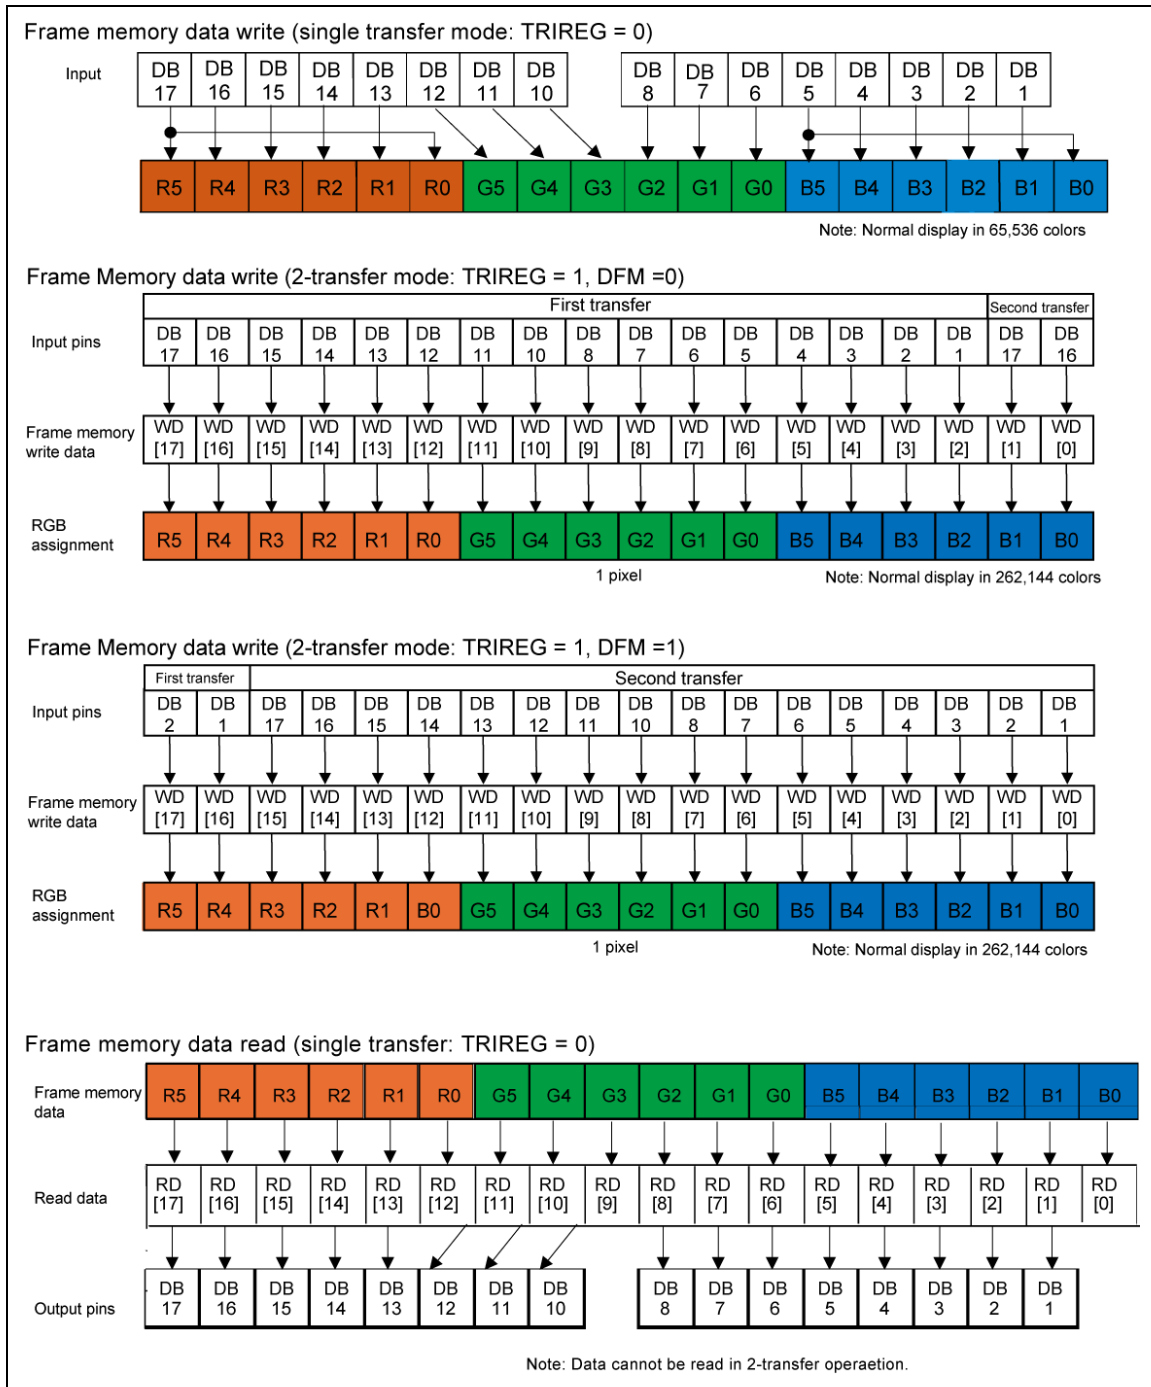 Frame memory data write (single transfer mode: TRIREG = 0)
Input DB 17 DB 16 DB 15 DB 14 DB 13 DB 12 DB 11 DB 10 DB 8 DB 7 DB 6 DB 5 DB 4 DB 3 DB 2 DB 1
R5 R4 R3 R2 R1 R0 G5 G4 G3 G2 G1 G0 B5 B4 B3 B2 B1 B0
Note: Normal display in 65,536 colors
Frame Memory data write (2-transfer mode: TRIREG = 1, DFM =0)
First transfer Second transfer
Input pins DB 17 DB 16 DB 15 DB 14 DB 13 DB 12 DB 11 DB 10 DB 8 DB 7 DB 6 DB 5 DB 4 DB 3 DB 2 DB 1 DB 17 DB 16
Frame memory write data WD [17] WD [16] WD [15] WD [14] WD [13] WD [12] WD [11] WD [10] WD [9] WD [8] WD [7] WD [6] WD [5] WD [4] WD [3] WD [2] WD [1] WD [0]
RGB assignment R5 R4 R3 R2 R1 R0 G5 G4 G3 G2 G1 G0 B5 B4 B3 B2 B1 B0
1 pixel Note: Normal display in 262,144 colors
Frame Memory data write (2-transfer mode: TRIREG = 1, DFM =1)
First transfer Second transfer
Input pins DB 2 DB 1 DB 17 DB 16 DB 15 DB 14 DB 13 DB 12 DB 11 DB 10 DB 8 DB 7 DB 6 DB 5 DB 4 DB 3 DB 2 DB 1
Frame memory write data WD [17] WD [16] WD [15] WD [14] WD [13] WD [12] WD [11] WD [10] WD [9] WD [8] WD [7] WD [6] WD [5] WD [4] WD [3] WD [2] WD [1] WD [0]
RGB assignment R5 R4 R3 R2 R1 B0 G5 G4 G3 G2 G1 G0 B5 B4 B3 B2 B1 B0
1 pixel Note: Normal display in 262,144 colors
Frame memory data read (single transfer: TRIREG = 0)
Frame memory data R5 R4 R3 R2 R1 R0 G5 G4 G3 G2 G1 G0 B5 B4 B3 B2 B1 B0
Read data RD [17] RD [16] RD [15] RD [14] RD [13] RD [12] RD [11] RD [10] RD [9] RD [8] RD [7] RD [6] RD [5] RD [4] RD [3] RD [2] RD [1] RD [0]
Output pins DB 17 DB 16 DB 15 DB 14 DB 13 DB 12 DB 11 DB 10 DB 8 DB 7 DB 6 DB 5 DB 4 DB 3 DB 2 DB 1
Note: Data cannot be read in 2-transfer operaetion.